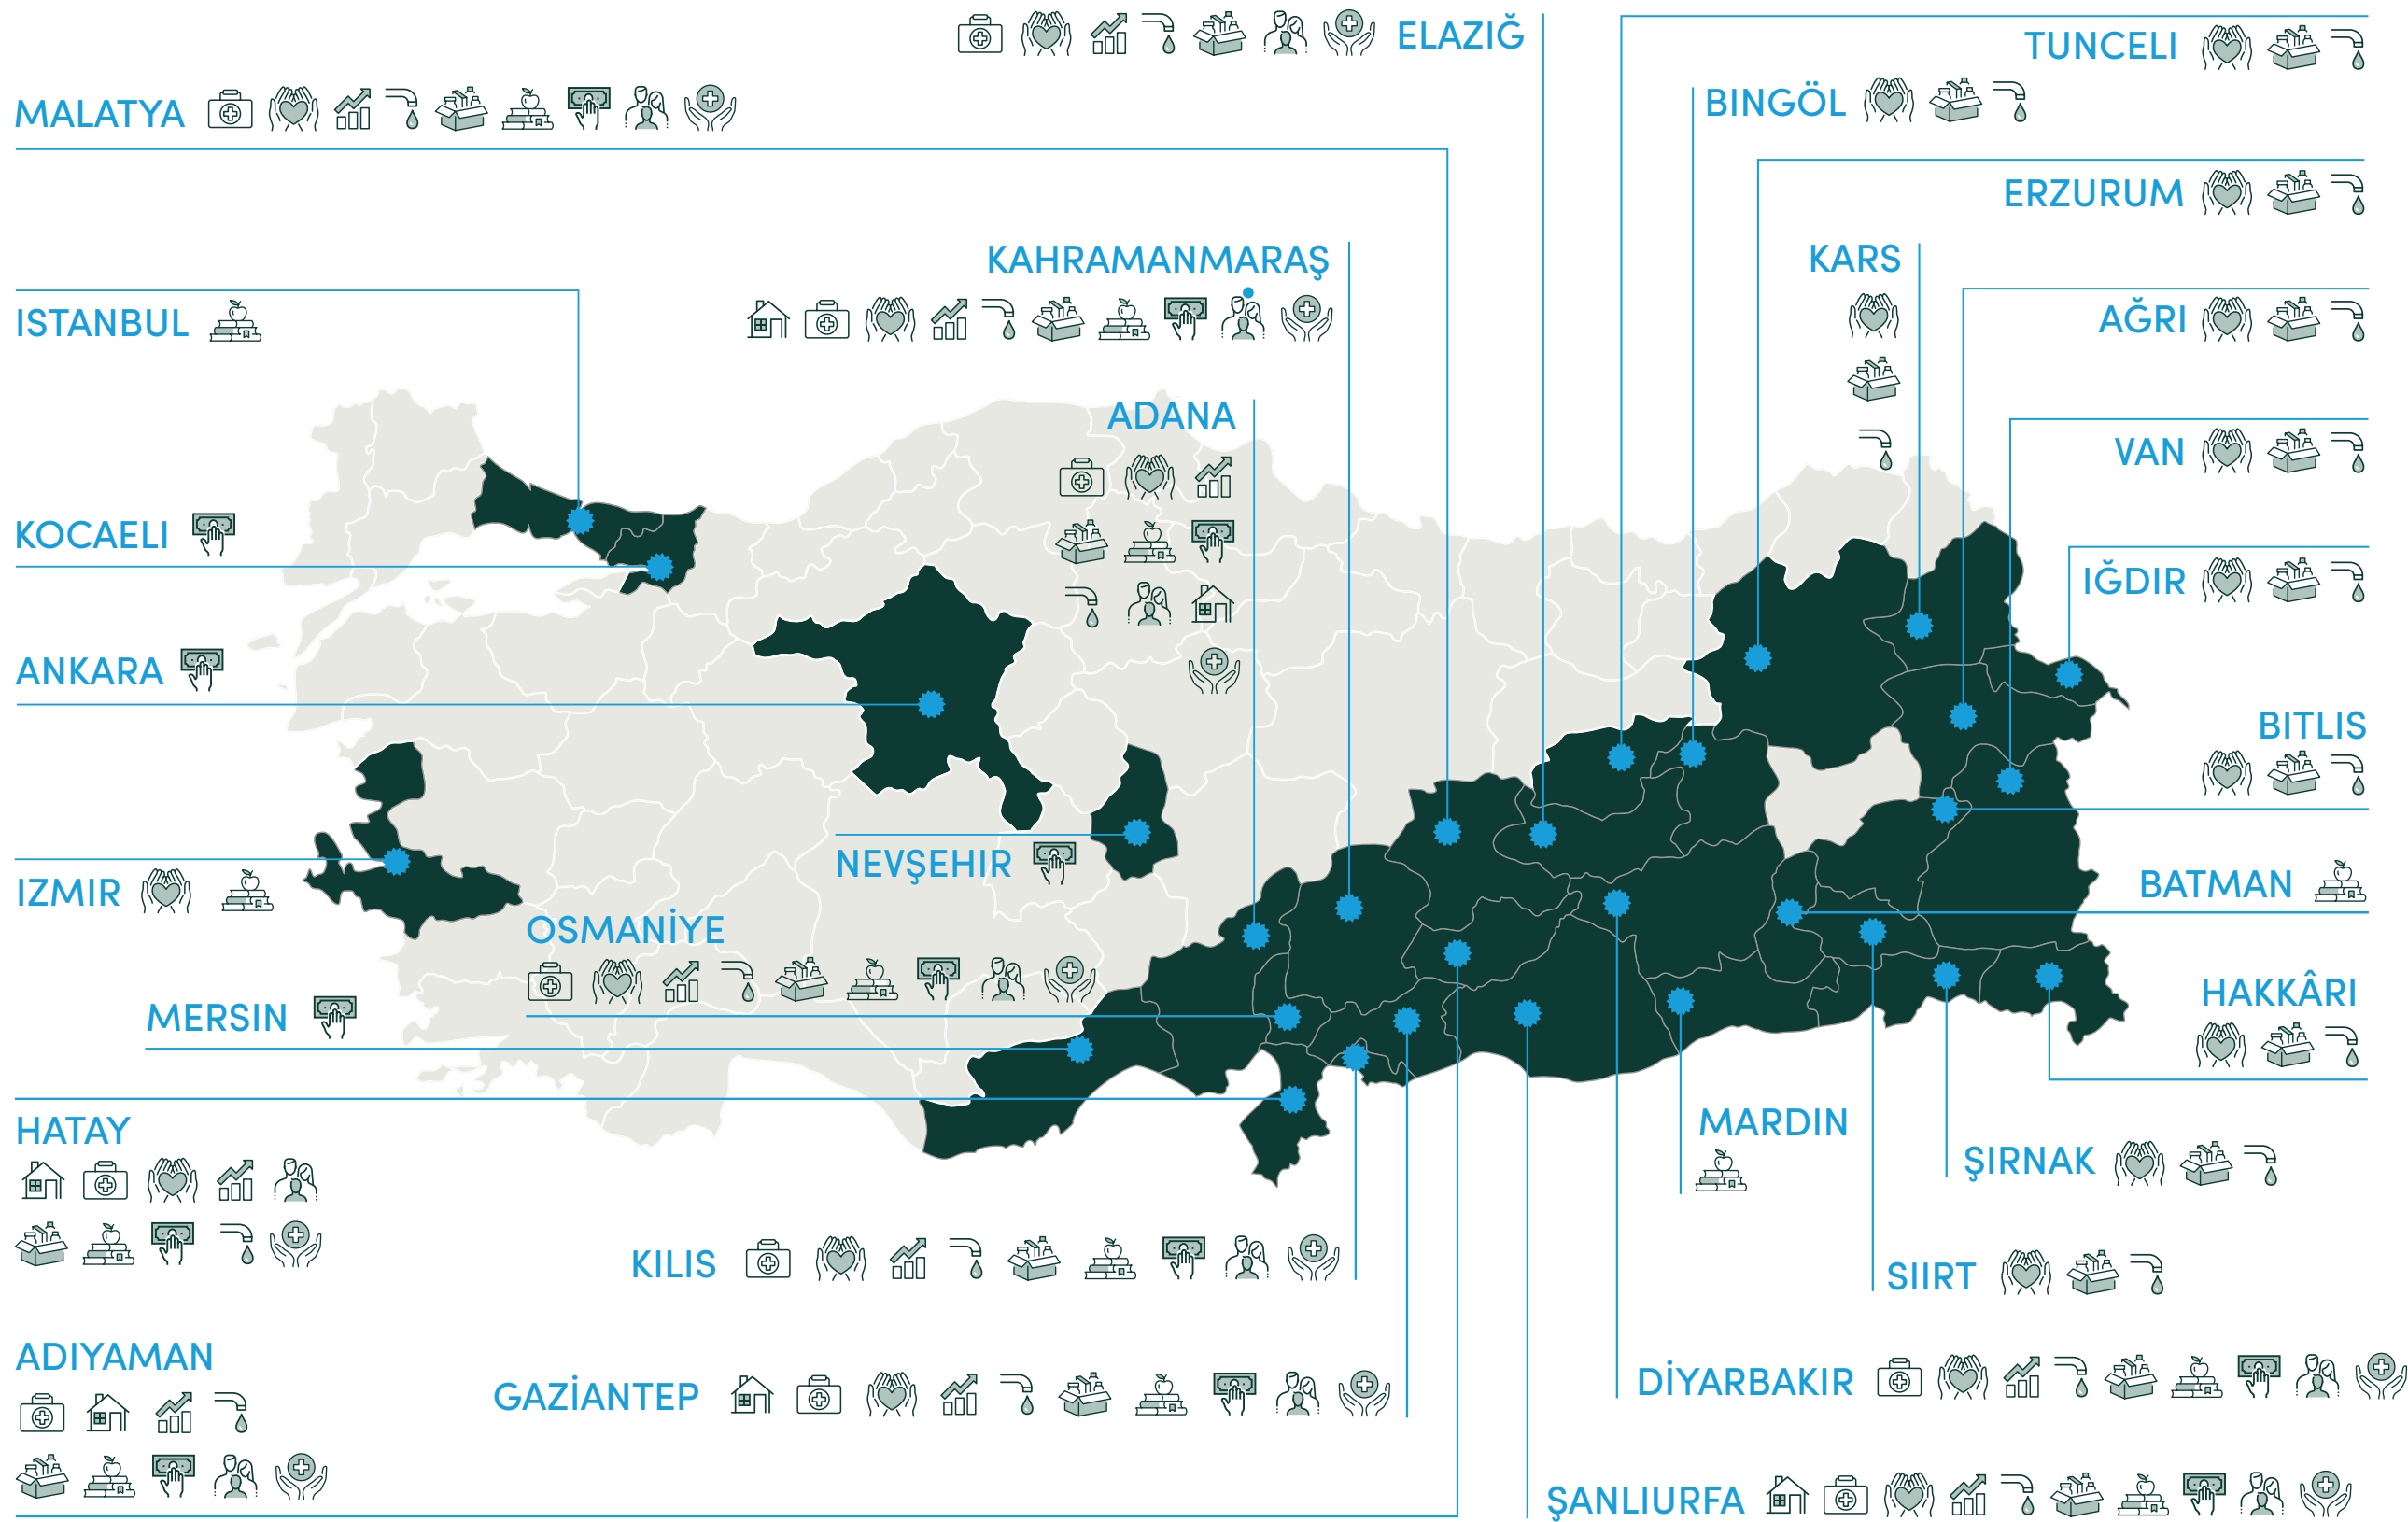 ELAZIĞ
TUNCELI
MALATYA
BINGÖL
ERZURUM
KAHRAMANMARAŞ
KARS
ISTANBUL
AĞRI
ADANA
VAN
KOCAELI
IĞDIR
ANKARA
BITLIS
NEVŞEHIR
IZMIR
BATMAN
OSMANİYE
HAKKÂRI
MERSIN
HATAY
MARDIN
ŞIRNAK
KILIS
SIIRT
ADIYAMAN
DİYARBAKIR
GAZİANTEP
ŞANLIURFA